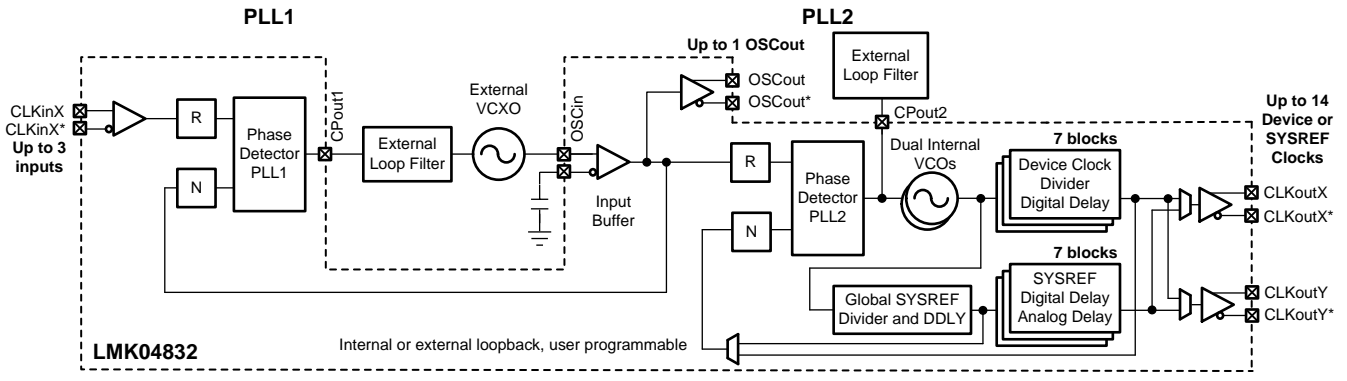 PLL1
PLL2
Up to 1 OSCout
External
Loop Filter
OSCout
OSCout*
CPout2
External
VCXO
OSCin
CLKinX
CLKinX*
Up to 3
inputs
R
N
Phase
Detector
PLL1
CPout1
External
Loop Filter
Input
Buffer
R
N
Phase
Detector
PLL2
Dual Internal
VCOs
7 blocks
Device Clock
Divider
Digital Delay
Up to 14
Device or
SYSREF
Clocks
CLKoutX
CLKoutX*
7 blocks
SYSREF
Digital Delay
Analog Delay
Global SYSREF
Divider and DDLY
CLKoutY
CLKoutY*
Internal or external loopback, user programmable
LMK04832